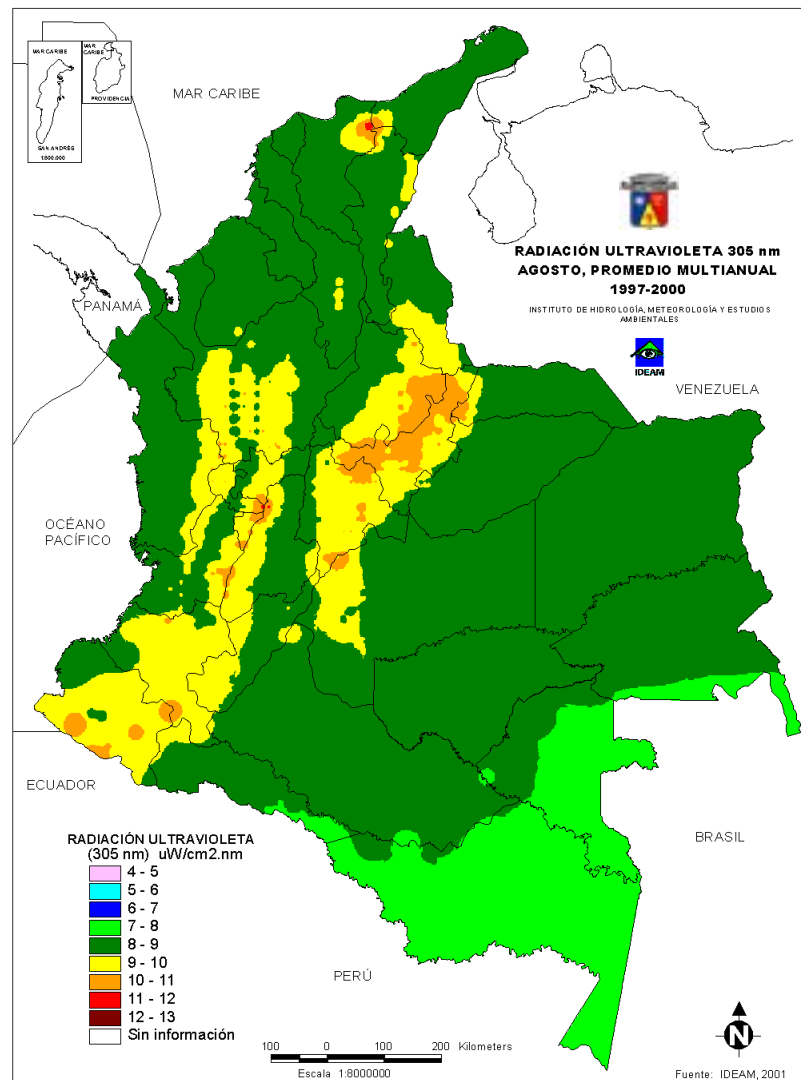 MAR CARIBE
MAR
CARIBE
PROVIDENCIA
SAN ANDRÉS
MAR CARIBE
RADIACIÓN ULTRAVIOLETA 305 nm
AGOSTO, PROMEDIO MULTIANUAL
1997-2000
INSTITUTO DE HIDROLOGÍA, METEOROLOGÍA Y ESTUDIOS
AMBIENTALES
IDEAM
PANAMÁ
VENEZUELA
OCÉANO
PACÍFICO
ECUADOR
BRASIL
PERÚ
RADIACIÓN ULTRAVIOLETA
(305 nm) uW/cm2.nm
4 - 5
5 - 6
6 - 7
7 - 8
8 - 9
9 - 10
10 - 11
11 - 12
12 - 13
Sin información
100 0 100 200 Kilometers
Escala 1:8000000
N
Fuente: IDEAM, 2001